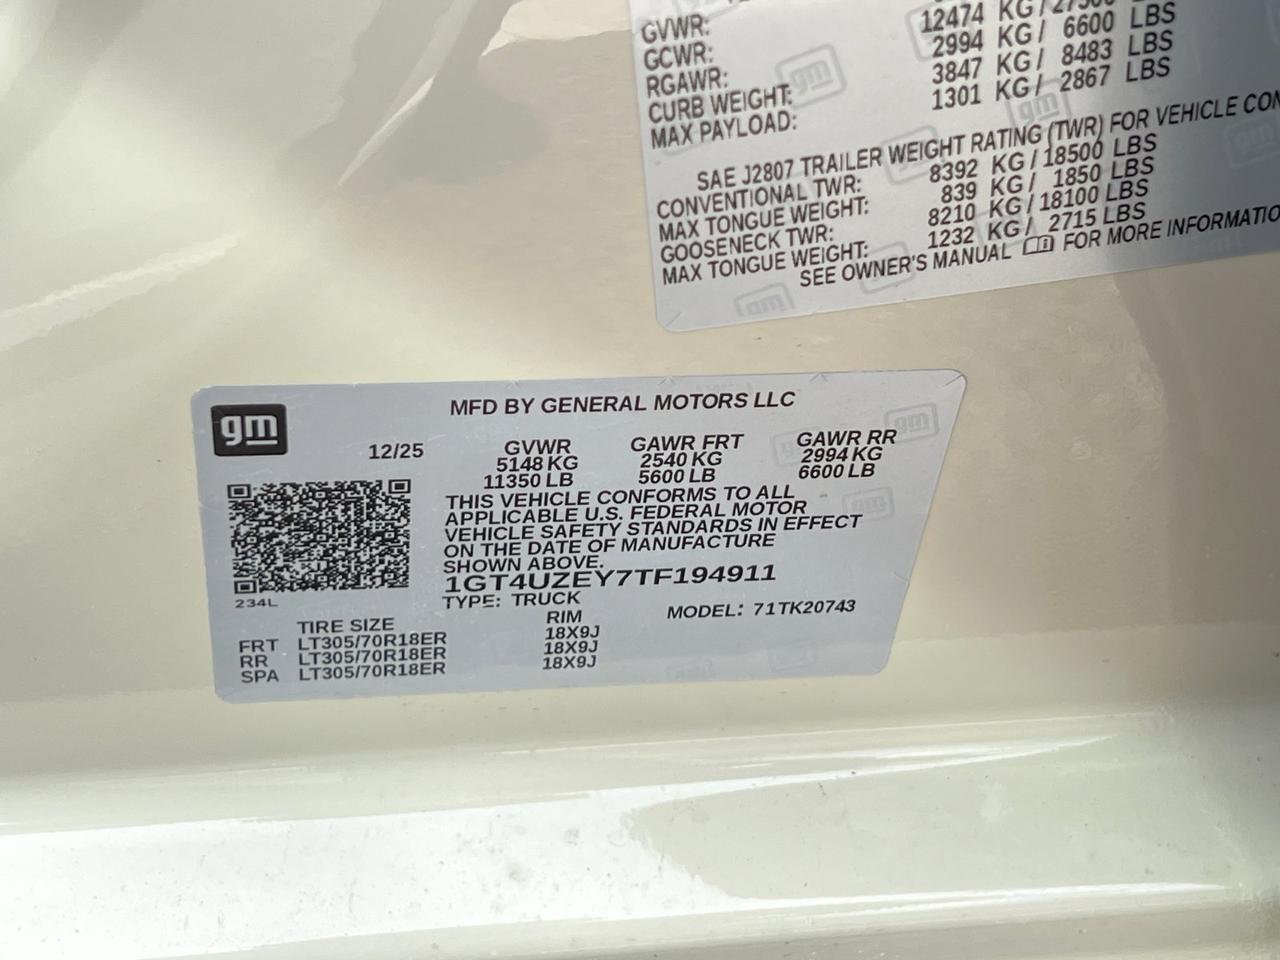 GVWR:
GCWR: 12474 KG/
RGAWR: 2994 KG/ 6600 LBS
CURB WEIGHT: 3847 KG/ 8483 LBS
MAX PAYLOAD: 1301 KG/ 2867 LBS
SAE J2807 TRAILER WEIGHT RATING (TWR) FOR VEHICLE
CONVENTIONAL TWR: 8392 KG/18500 LBS
MAX TONGUE WEIGHT: 839 KG/ 1850 LBS
GOOSENECK TWR: 8210 KG/18100 LBS
MAX TONGUE WEIGHT: 1232 KG/ 2715 LBS
SEE OWNER'S MANUAL FOR MORE INFORMATIO
gm
MFD BY GENERAL MOTORS LLC
12/25 GVWR GAWR FRT GAWR RR
5148 KG 2540 KG 2994 KG
11350 LB 5600 LB 6600 LB
THIS VEHICLE CONFORMS TO ALL
APPLICABLE U.S. FEDERAL MOTOR
VEHICLE SAFETY STANDARDS IN EFFECT
ON THE DATE OF MANUFACTURE
SHOWN ABOVE.
1GT4UZEY7TF194911
234L
TYPE: TRUCK MODEL: 71TK20743
TIRE SIZE RIM
FRT LT305/70R18ER 18X9J
RR LT305/70R18ER 18X9J
SPA LT305/70R18ER 18X9J